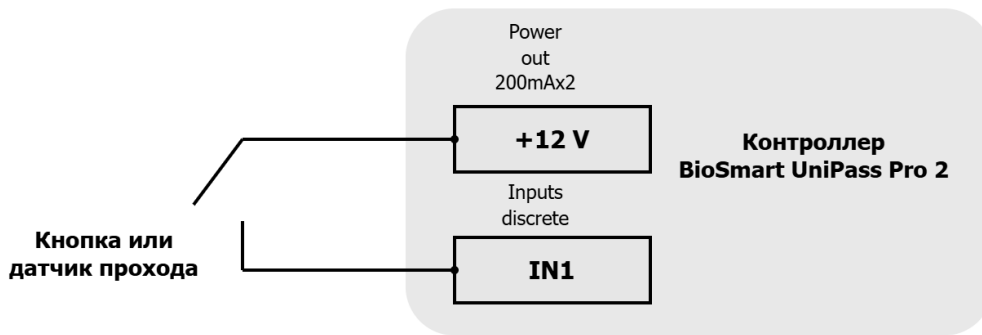 Power
out
200mAx2
+12 V
Контроллер
BioSmart UniPass Pro 2
Inputs
discrete
Кнопка или
датчик прохода
IN1